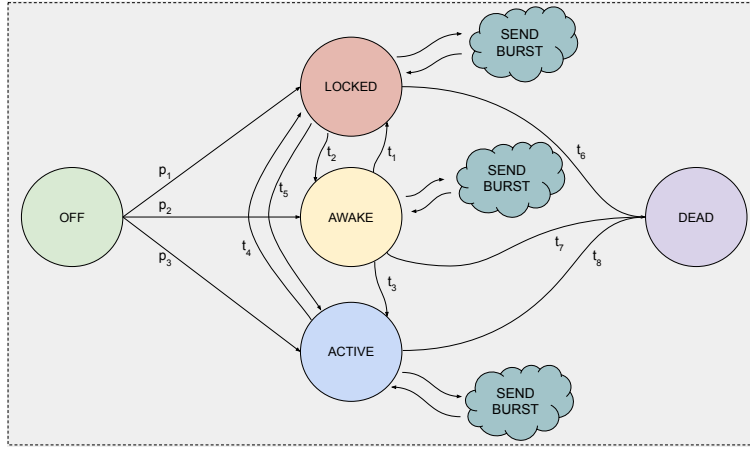 SEND
BURST
LOCKED
t₆
p₁
t₂
t₁
SEND
BURST
t₅
OFF
p₂
AWAKE
DEAD
t₄
t₇
p₃
t₈
t₃
ACTIVE
SEND
BURST